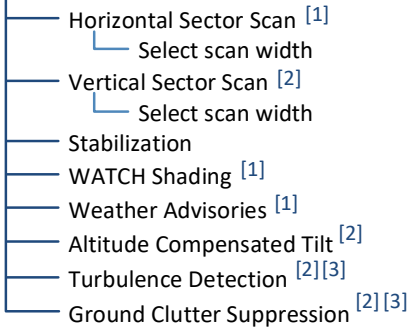 Horizontal Sector Scan [1]
Select scan width
Vertical Sector Scan [2]
Select scan width
Stabilization
WATCH Shading [1]
Weather Advisories [1]
Altitude Compensated Tilt [2]
Turbulence Detection [2][3]
Ground Clutter Suppression [2][3]